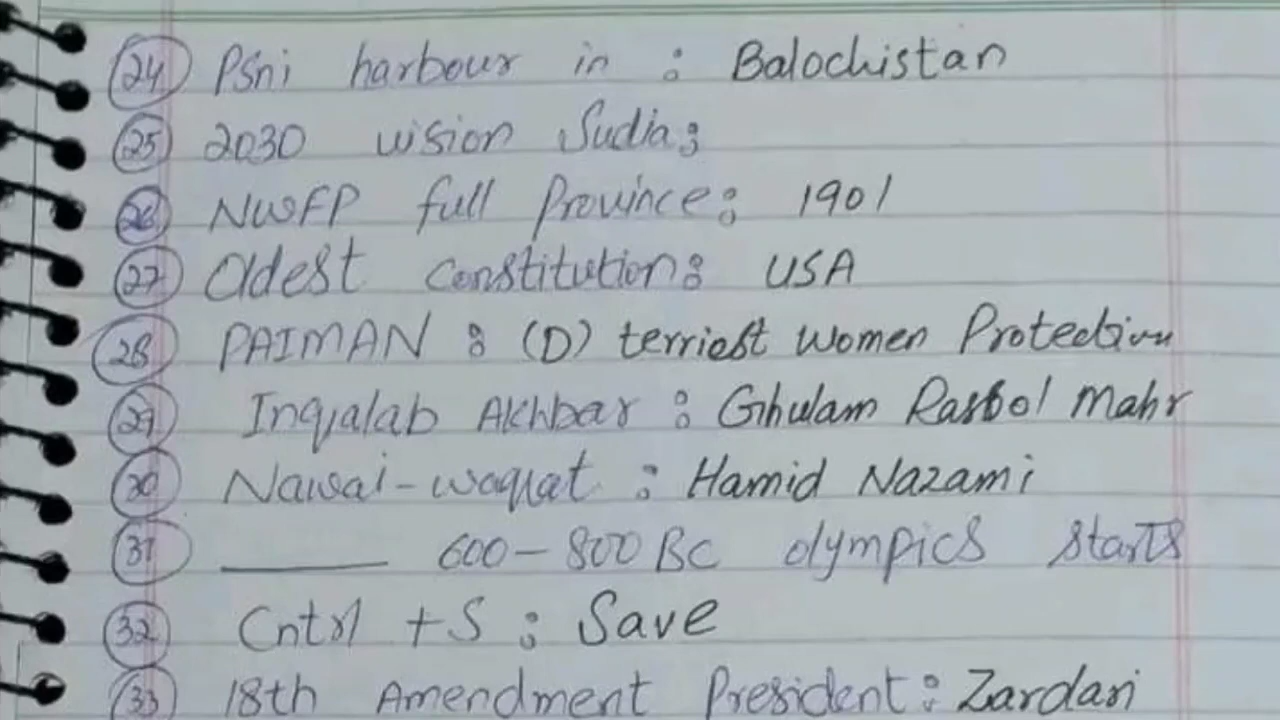 24 Psni harbour in : Balochistan
25 2030 vision Sudia:
26 NWFP full Province: 1901
27 Oldest Constitution: USA
28 PAIMAN : (D) terriost women Protection
29 Inqalab Akhbar : Ghulam Rasool Mahr
30 Nawai-waqat : Hamid Nazami
31 ______ 600-800 BC olympics starts
32 Cntrl +S : Save
33 18th Amendment President: Zardari